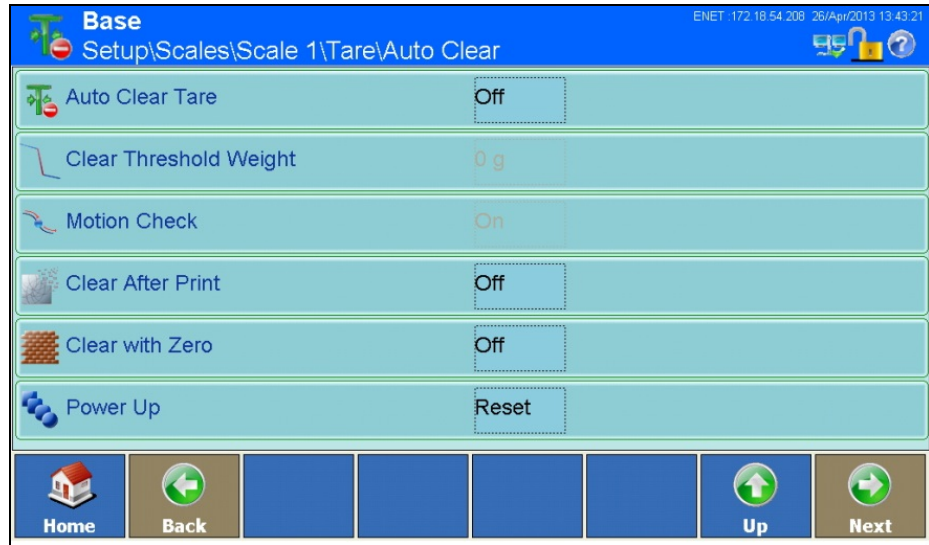 Base
ENET :172.18.54.208 26/Apr/2013 13:43:21
Setup\Scales\Scale 1\Tare\Auto Clear
Auto Clear Tare Off
Clear Threshold Weight 0 g
Motion Check On
Clear After Print Off
Clear with Zero Off
Power Up Reset
Home Back Up Next